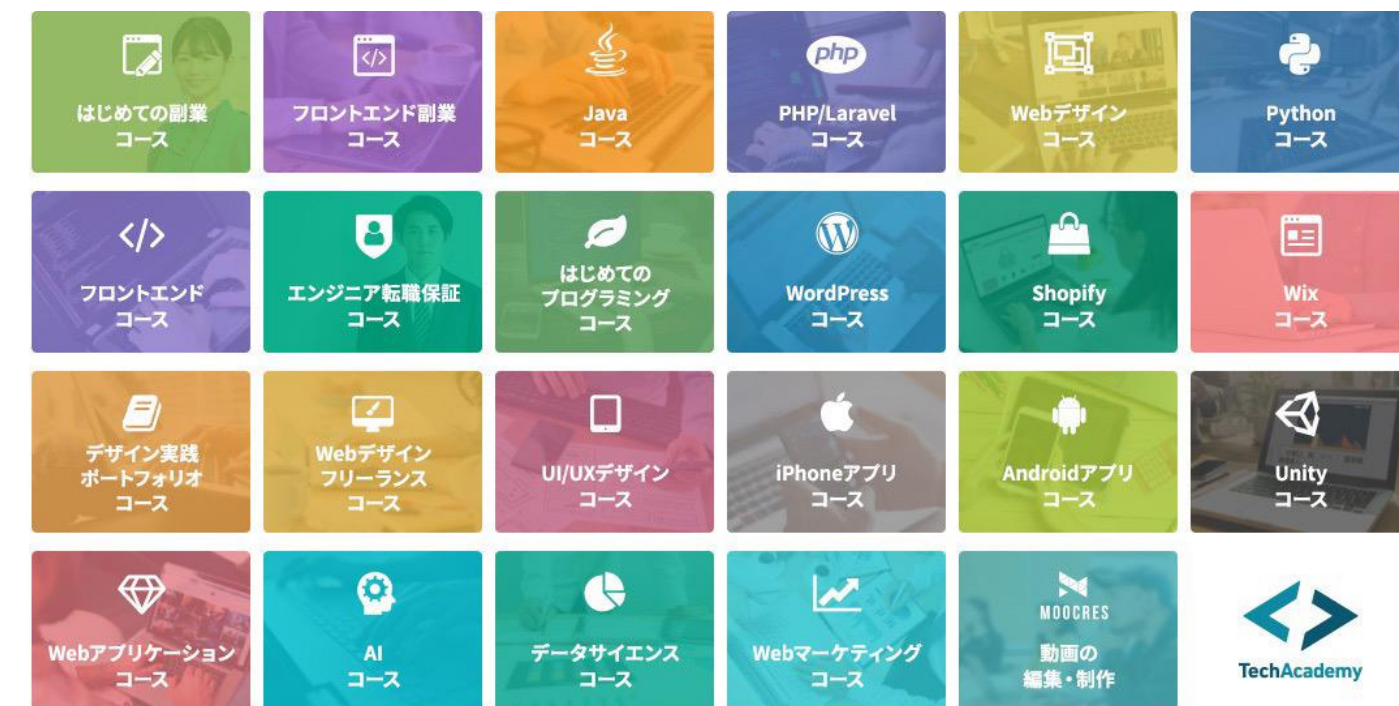 はじめての副業
コース
フロントエンド副業
コース
Java
コース
php
PHP/Laravel
コース
Webデザイン
コース
Python
コース
フロントエンド
コース
エンジニア転職保証
コース
はじめての
プログラミング
コース
WordPress
コース
Shopify
コース
Wix
コース
デザイン実践
ポートフォリオ
コース
Webデザイン
フリーランス
コース
UI/UXデザイン
コース
iPhoneアプリ
コース
Androidアプリ
コース
Unity
コース
Webアプリケーション
コース
AI
コース
データサイエンス
コース
Webマーケティング
コース
MOOCRES
動画の
編集・制作
TechAcademy